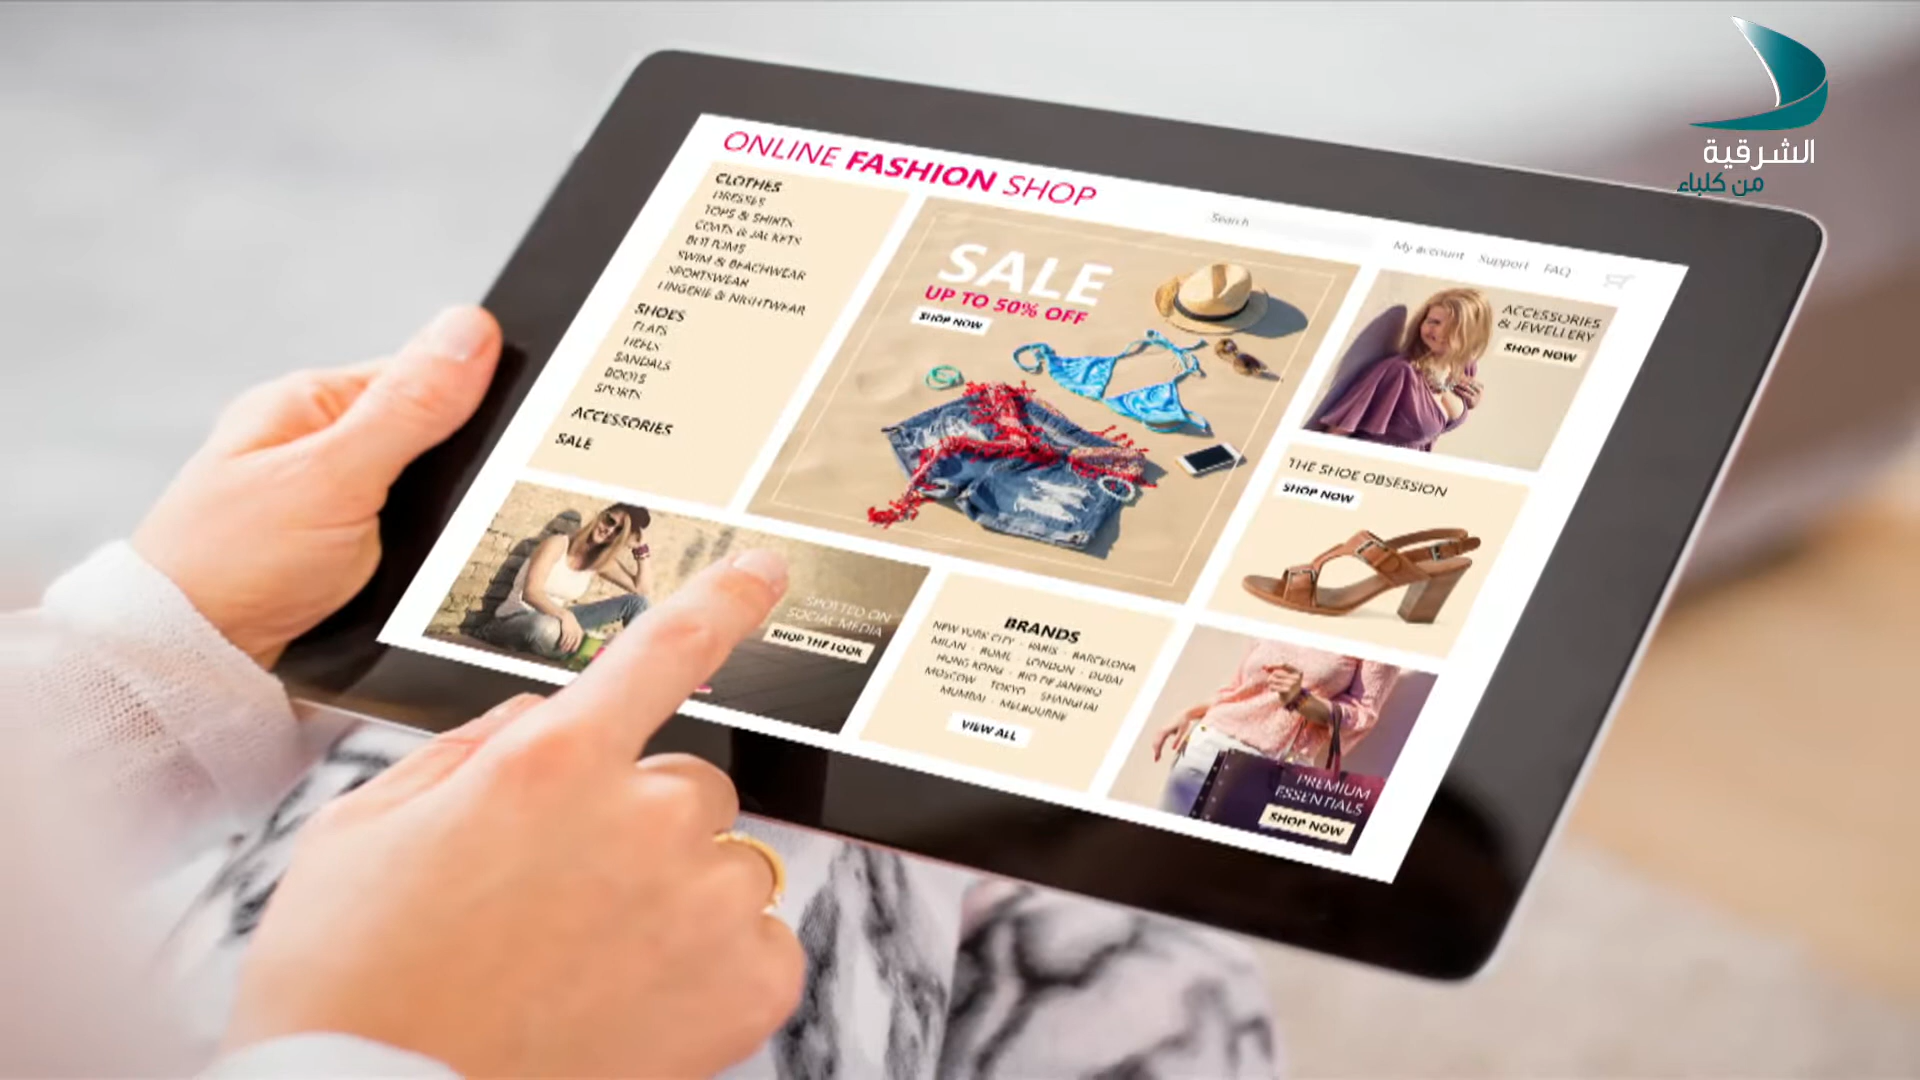 الشرقية
من كلباء
ONLINE FASHION SHOP
Search
My account Support FAQ
CLOTHES
DRESSES
TOPS & SHIRTS
COATS & JACKETS
BOTTOMS
SWIM & BEACHWEAR
SPORTSWEAR
LINGERIE & NIGHTWEAR
SHOES
FLATS
HEELS
SANDALS
BOOTS
SPORTS
ACCESSORIES
SALE
SALE
UP TO 50% OFF
SHOP NOW
ACCESSORIES
& JEWELLERY
SHOP NOW
THE SHOE OBSESSION
SHOP NOW
SPOTTED ON
SOCIAL MEDIA
SHOP THE LOOK
BRANDS
NEW YORK CITY · PARIS · BARCELONA
MILAN · ROME · LONDON · DUBAI
HONG KONG · RIO DE JANEIRO
MOSCOW · TOKYO · SHANGHAI
MUMBAI · MELBOURNE
VIEW ALL
PREMIUM
ESSENTIALS
SHOP NOW